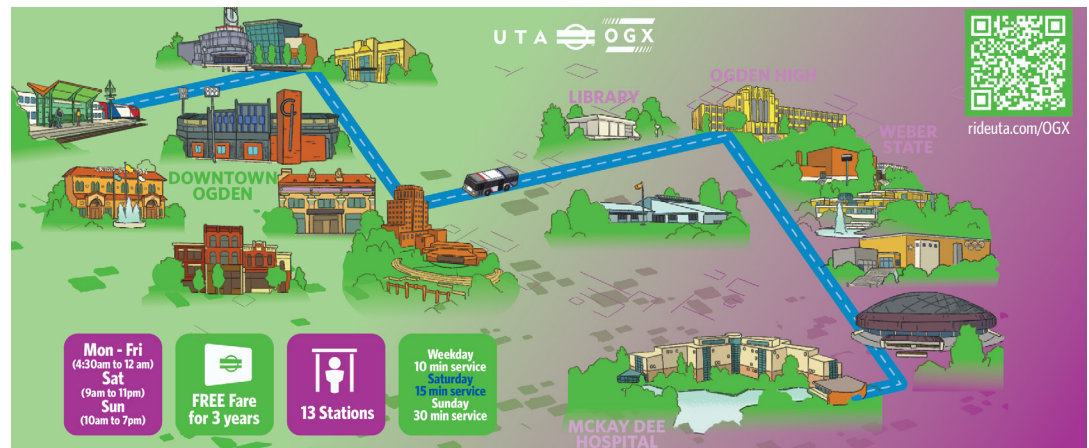 UTA OGX
rideuta.com/OGX
OGDEN HIGH
LIBRARY
WEBER
STATE
DOWNTOWN
OGDEN
Mon - Fri
(4:30am to 12 am)
Sat
(9am to 11pm)
Sun
(10am to 7pm)
FREE Fare
for 3 years
13 Stations
Weekday
10 min service
Saturday
15 min service
Sunday
30 min service
MCKAY DEE
HOSPITAL